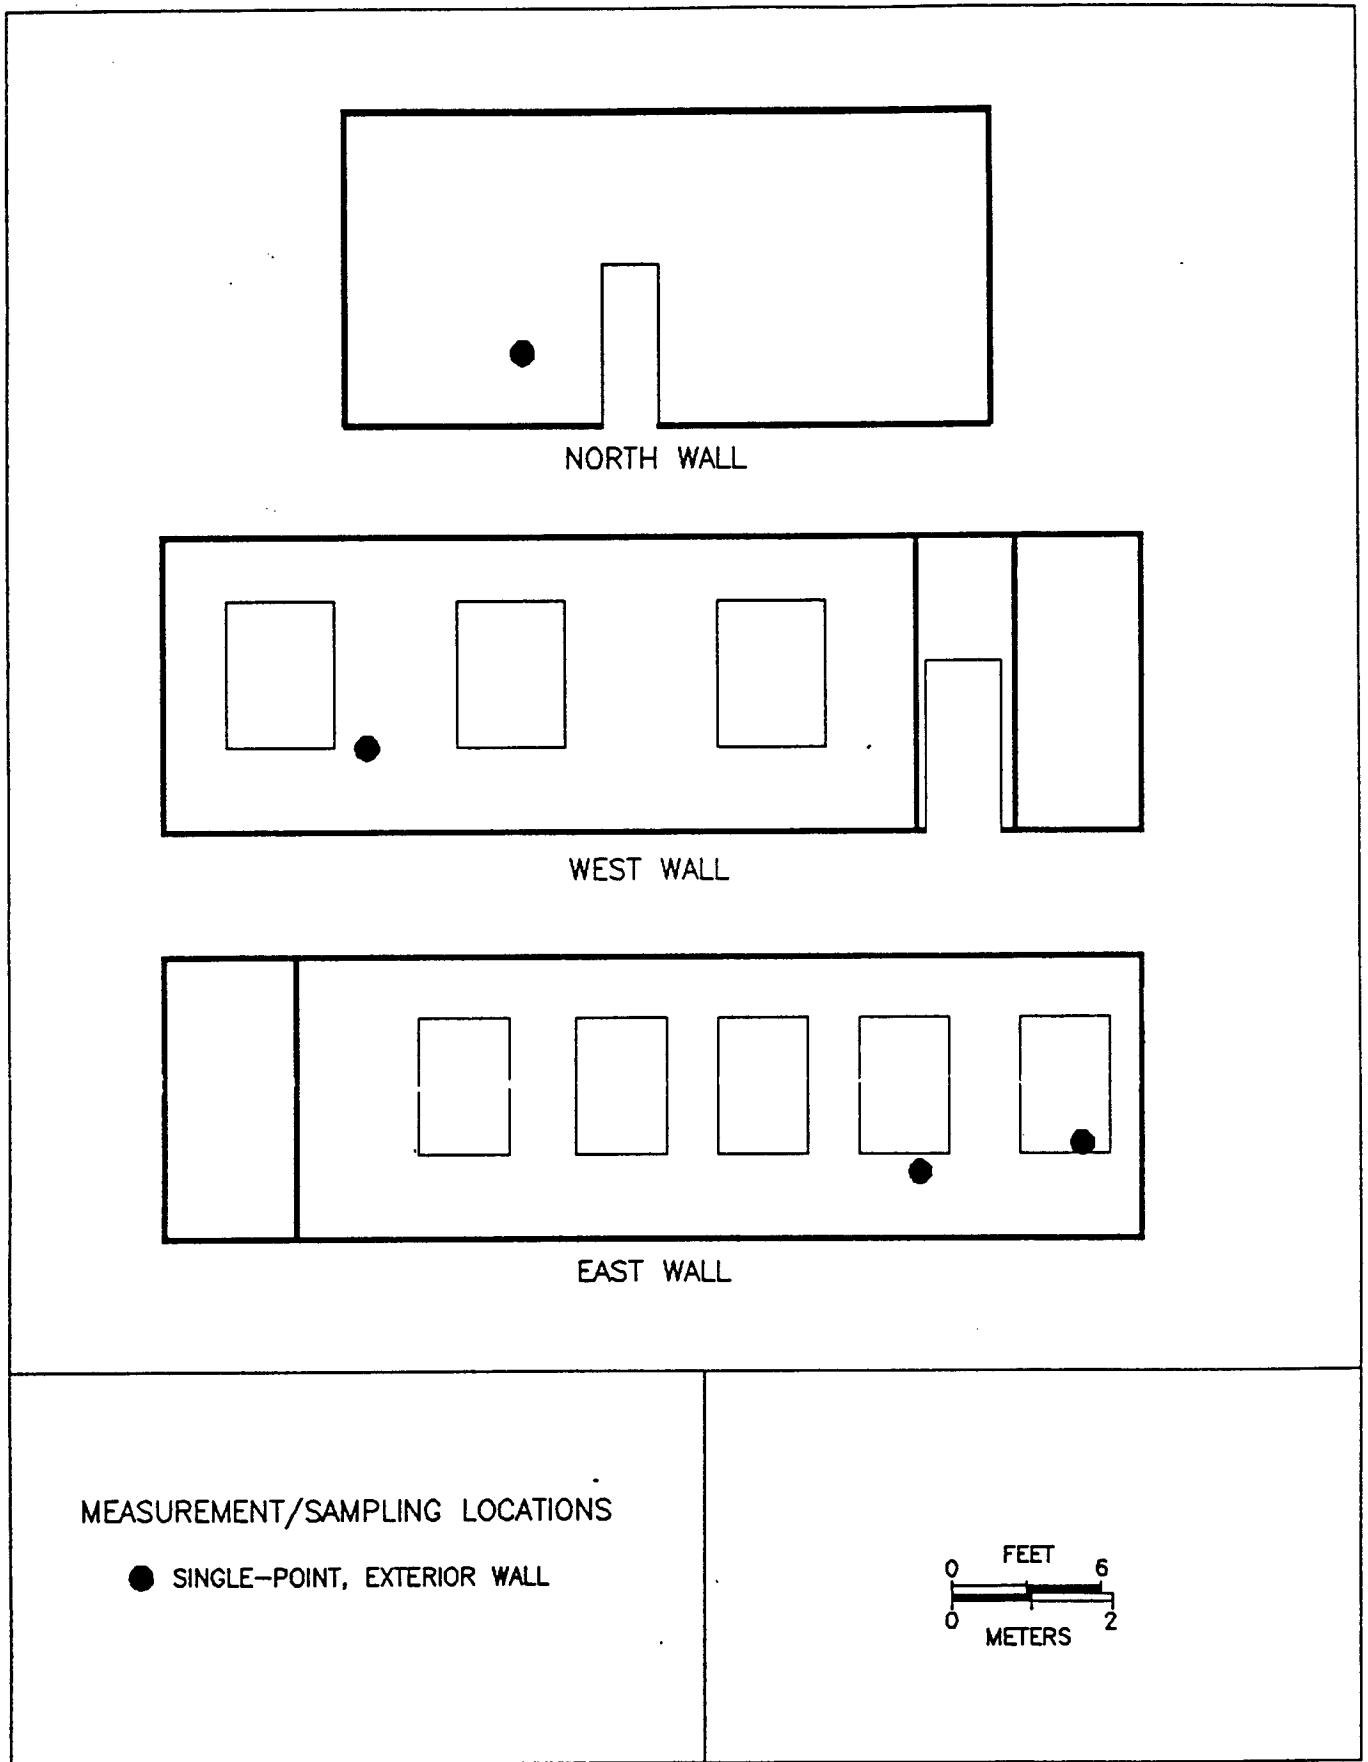 NORTH WALL
WEST WALL
EAST WALL
MEASUREMENT/SAMPLING LOCATIONS
SINGLE-POINT, EXTERIOR WALL
FEET
0 6
0 2
METERS